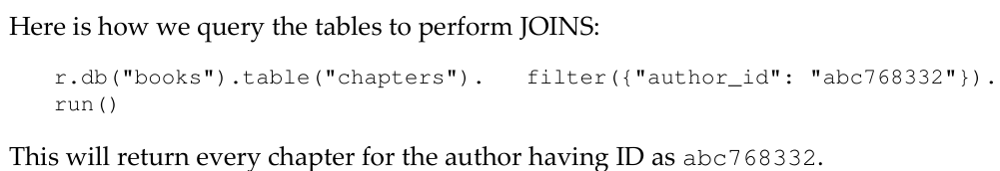 Here is how we query the tables to perform JOINS:
r.db("books").table("chapters").   filter({"author_id": "abc768332"}).
run()
This will return every chapter for the author having ID as abc768332.